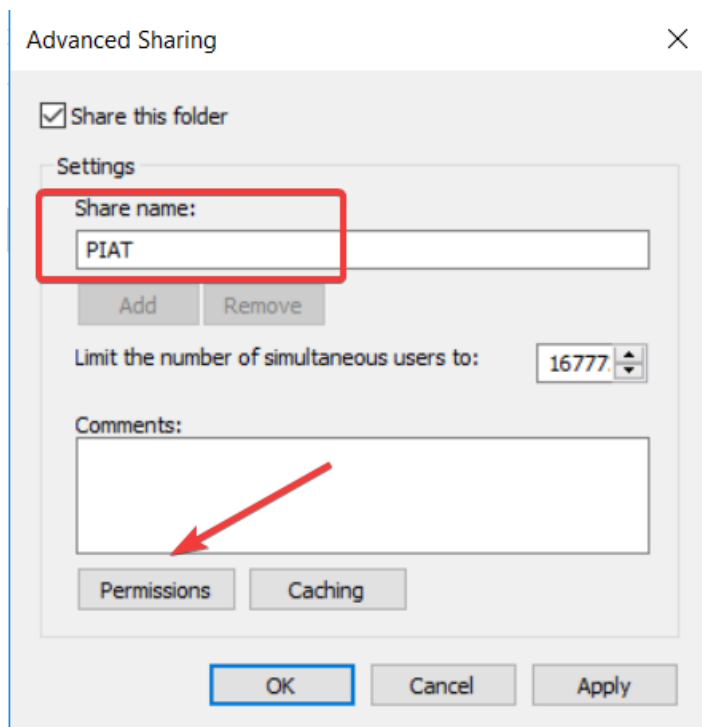 Advanced Sharing
Share this folder
Settings
Share name:
PIAT
Add Remove
Limit the number of simultaneous users to:
16777
Comments:
Permissions Caching
OK Cancel Apply